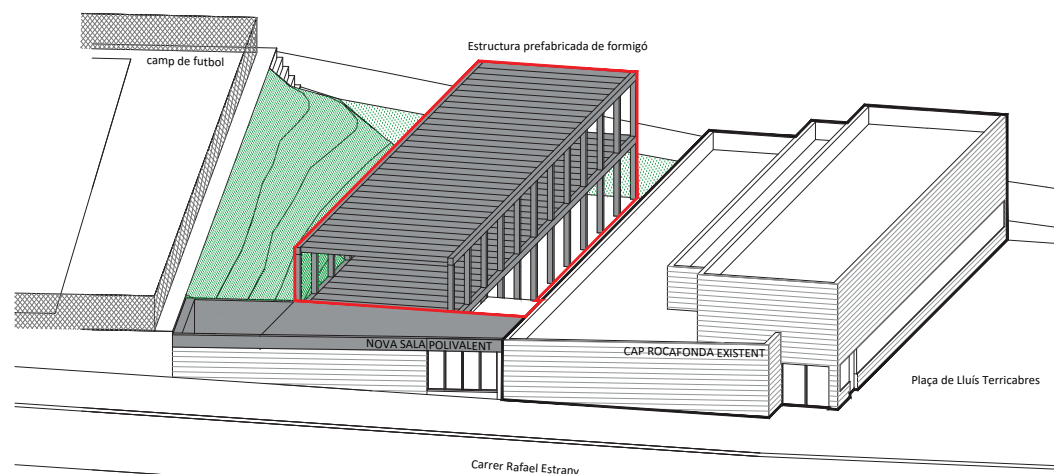 Estructura prefabricada de formigó
camp de futbol
NOVA SALA POLIVALENT
CAP ROCAFONDA EXISTENT
Plaça de Lluís Terricabres
Carrer Rafael Estrany